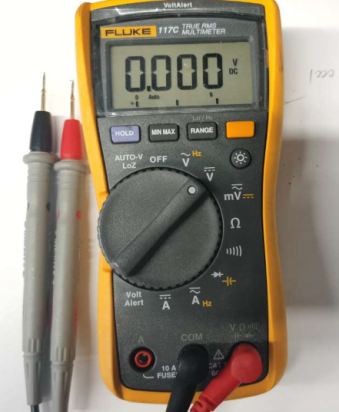 VoltAlert
FLUKE 117C TRUE RMS
MULTIMETER
0.000 V
DC
Auto
HOLD MIN MAX RANGE
AUTO-V
LoZ
OFF
V Hz
V
mV
Ω
Volt
Alert
A
A Hz
A COM V Ω
10 A
FUSE